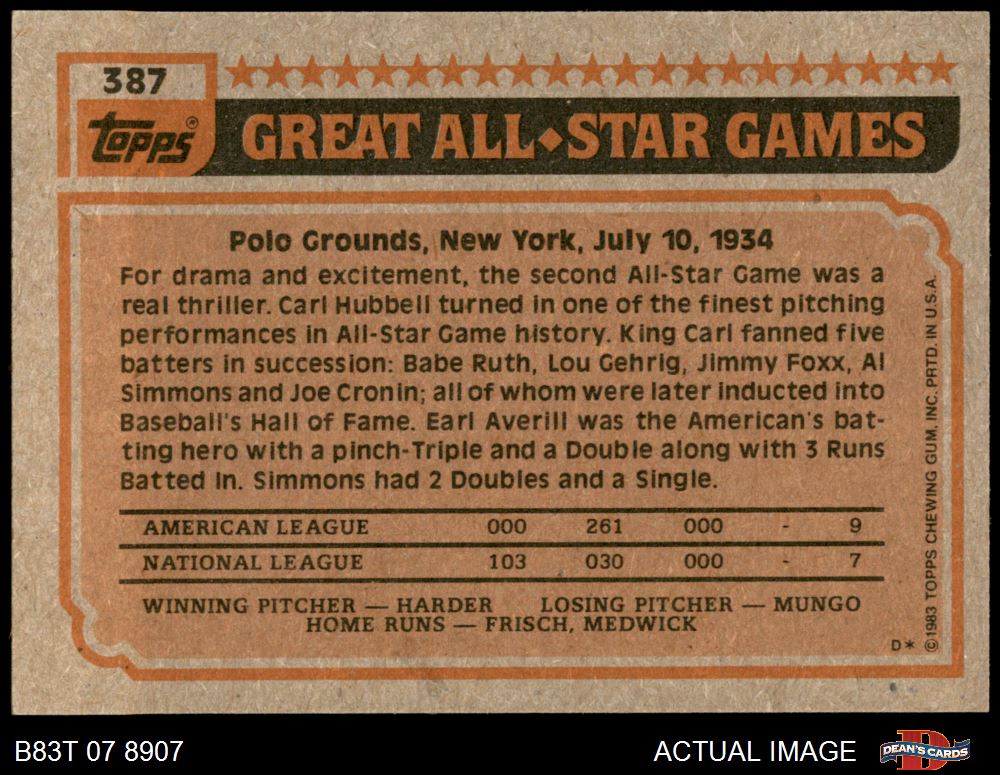 387
topps®
GREAT ALL◆STAR GAMES
Polo Grounds, New York, July 10, 1934
For drama and excitement, the second All-Star Game was a
real thriller. Carl Hubbell turned in one of the finest pitching
performances in All-Star Game history. King Carl fanned five
batters in succession: Babe Ruth, Lou Gehrig, Jimmy Foxx, Al
Simmons and Joe Cronin; all of whom were later inducted into
Baseball's Hall of Fame. Earl Averill was the American's bat-
ting hero with a pinch-Triple and a Double along with 3 Runs
Batted In. Simmons had 2 Doubles and a Single.
AMERICAN LEAGUE 000 261 000 - 9
NATIONAL LEAGUE 103 030 000 - 7
WINNING PITCHER — HARDER LOSING PITCHER — MUNGO
HOME RUNS — FRISCH, MEDWICK
D*
©1983 TOPPS CHEWING GUM, INC. PRTD. IN U.S.A.
B83T 07 8907
ACTUAL IMAGE
DEAN'S CARDS